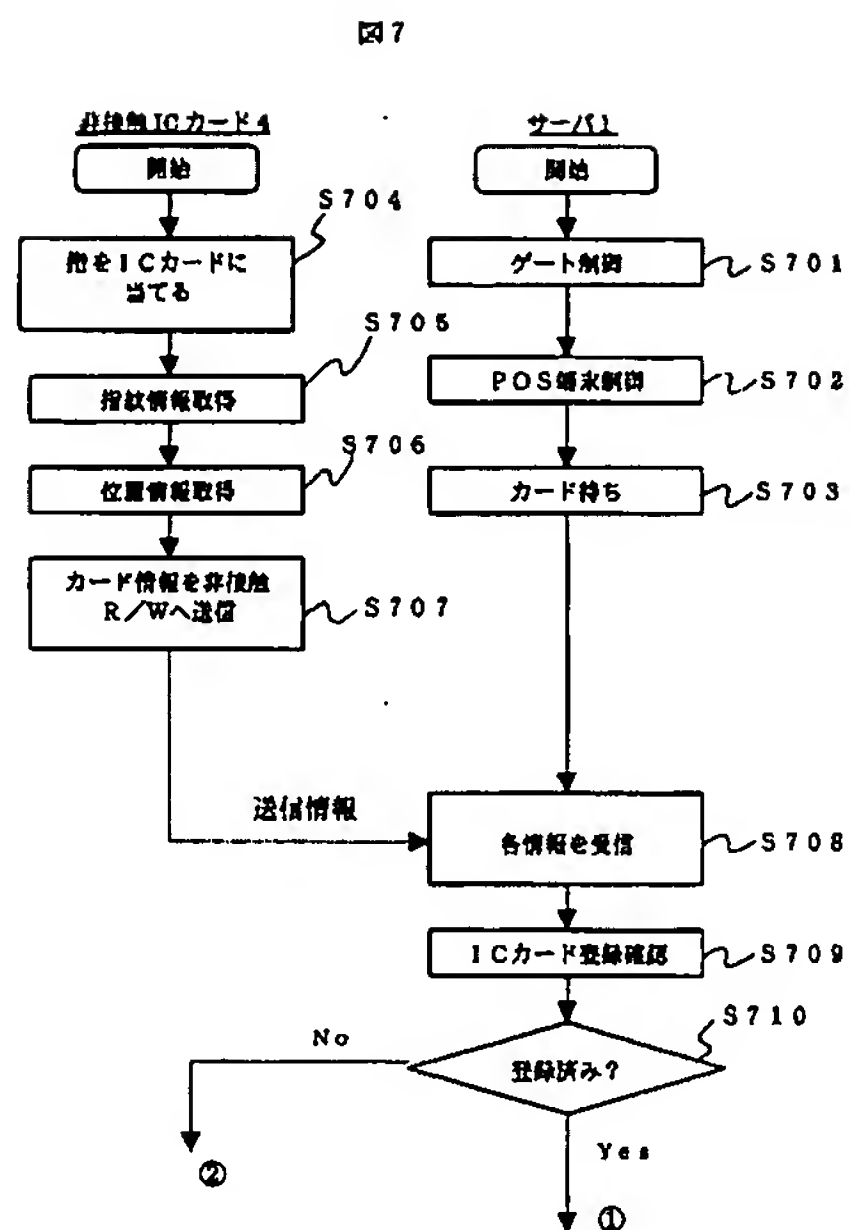 図7
非接触ICカード4
開始
S704
指をICカードに
当てる
S705
指紋情報取得
S706
位置情報取得
カード情報を非接触
R/Wへ送信
S707
送信情報
サーバ1
開始
ゲート制御
S701
POS端末制御
S702
カード待ち
S703
各情報を受信
S708
ICカード登録確認
S709
S710
登録済み?
No
②
Yes
①